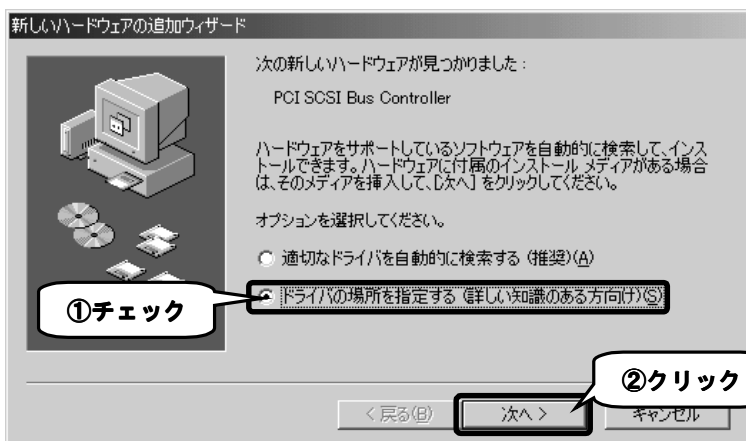 新しいハードウェアの追加ウィザード
次の新しいハードウェアが見つかりました：
PCI SCSI Bus Controller
ハードウェアをサポートしているソフトウェアを自動的に検索して、インス
トールできます。ハードウェアに付属のインストール メディアがある場合
は、そのメディアを挿入して、[次へ] をクリックしてください。
オプションを選択してください。
適切なドライバを自動的に検索する (推奨)(A)
①チェック
ドライバの場所を指定する (詳しい知識のある方向け)(S)
②クリック
< 戻る(B)
次へ >
キャンセル